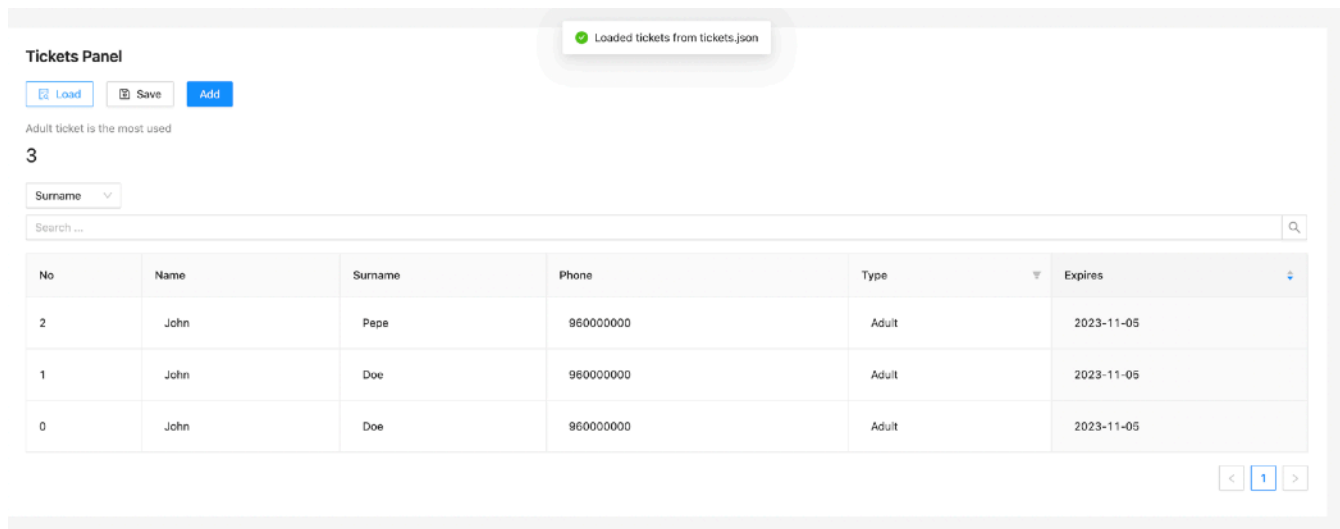 Loaded tickets from tickets.json
Tickets Panel
Load Save Add
Adult ticket is the most used
3
Surname
Search ...
No Name Surname Phone Type Expires
2 John Pepe 960000000 Adult 2023-11-05
1 John Doe 960000000 Adult 2023-11-05
0 John Doe 960000000 Adult 2023-11-05
< 1 >